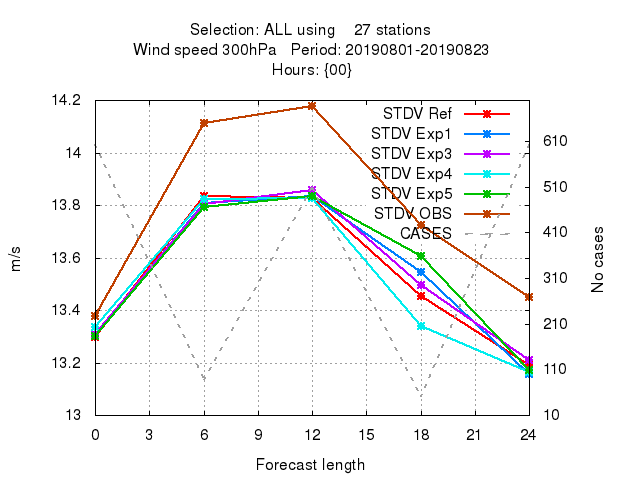 Selection: ALL using    27 stations
Wind speed 300hPa   Period: 20190801-20190823
Hours: {00}
14.2
14
13.8
13.6
13.4
13.2
13
m/s
STDV Ref
STDV Exp1
STDV Exp3
STDV Exp4
STDV Exp5
STDV OBS
CASES
610
510
410
310
210
110
10
No cases
0 3 6 9 12 15 18 21 24
Forecast length